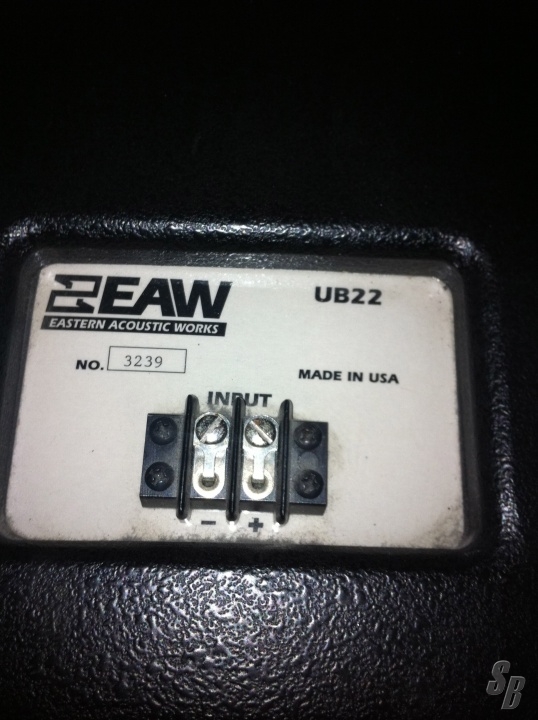 EAW
UB22
EASTERN ACOUSTIC WORKS
NO. 3239
MADE IN USA
INPUT
- +
SB